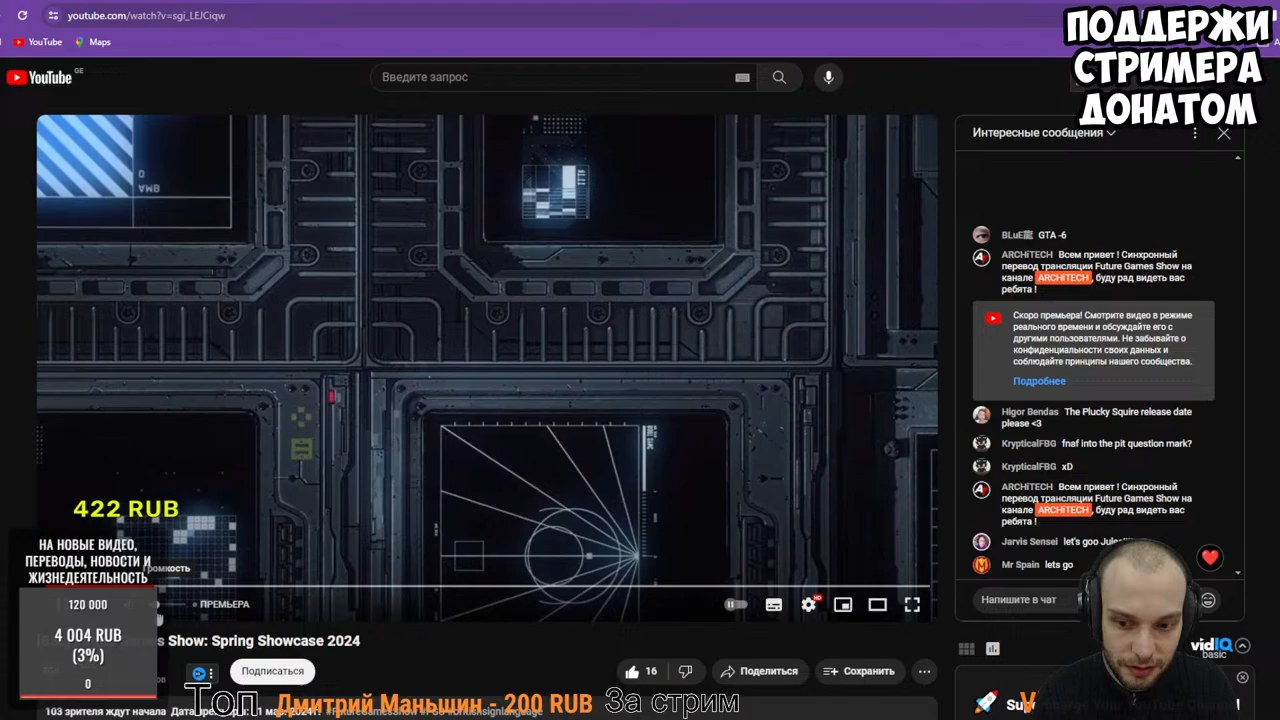 youtube.com/watch?v=sgi_LEJCiqw
YouTube
Maps
ПОДДЕРЖИ
СТРИМЕРА
ДОНАТОМ
YouTube GE
Введите запрос
Интересные сообщения
0
AMB
BLuE GTA -6
ARCHiTECH Всем привет ! Синхронный
перевод трансляции Future Games Show на
канале ARCHiTECH, буду рад видеть вас
ребята !
Скоро премьера! Смотрите видео в режиме
реального времени и обсуждайте его с
другими пользователями. Не забывайте о
конфиденциальности своих данных и
соблюдайте принципы нашего сообщества.
Подробнее
Higor Bendas The Plucky Squire release date
please <3
KrypticalFBG fnaf into the pit question mark?
KrypticalFBG xD
ARCHiTECH Всем привет ! Синхронный
перевод трансляции Future Games Show на
канале ARCHiTECH, буду рад видеть вас
ребята !
Jarvis Sensei let's goo
Mr Spain lets go
Напишите в чат
422 RUB
НА НОВЫЕ ВИДЕО,
ПЕРЕВОДЫ, НОВОСТИ И
ЖИЗНЕДЕЯТЕЛЬНОСТЬ
120 000
4 004 RUB
(3%)
0
ПРЕМЬЕРА
HD
Show: Spring Showcase 2024
Подписаться
16
Поделиться
Сохранить
vidIQ
basic
Топ Дмитрий Маньшин - 200 RUB За стрим
103 зрителя ждут начала